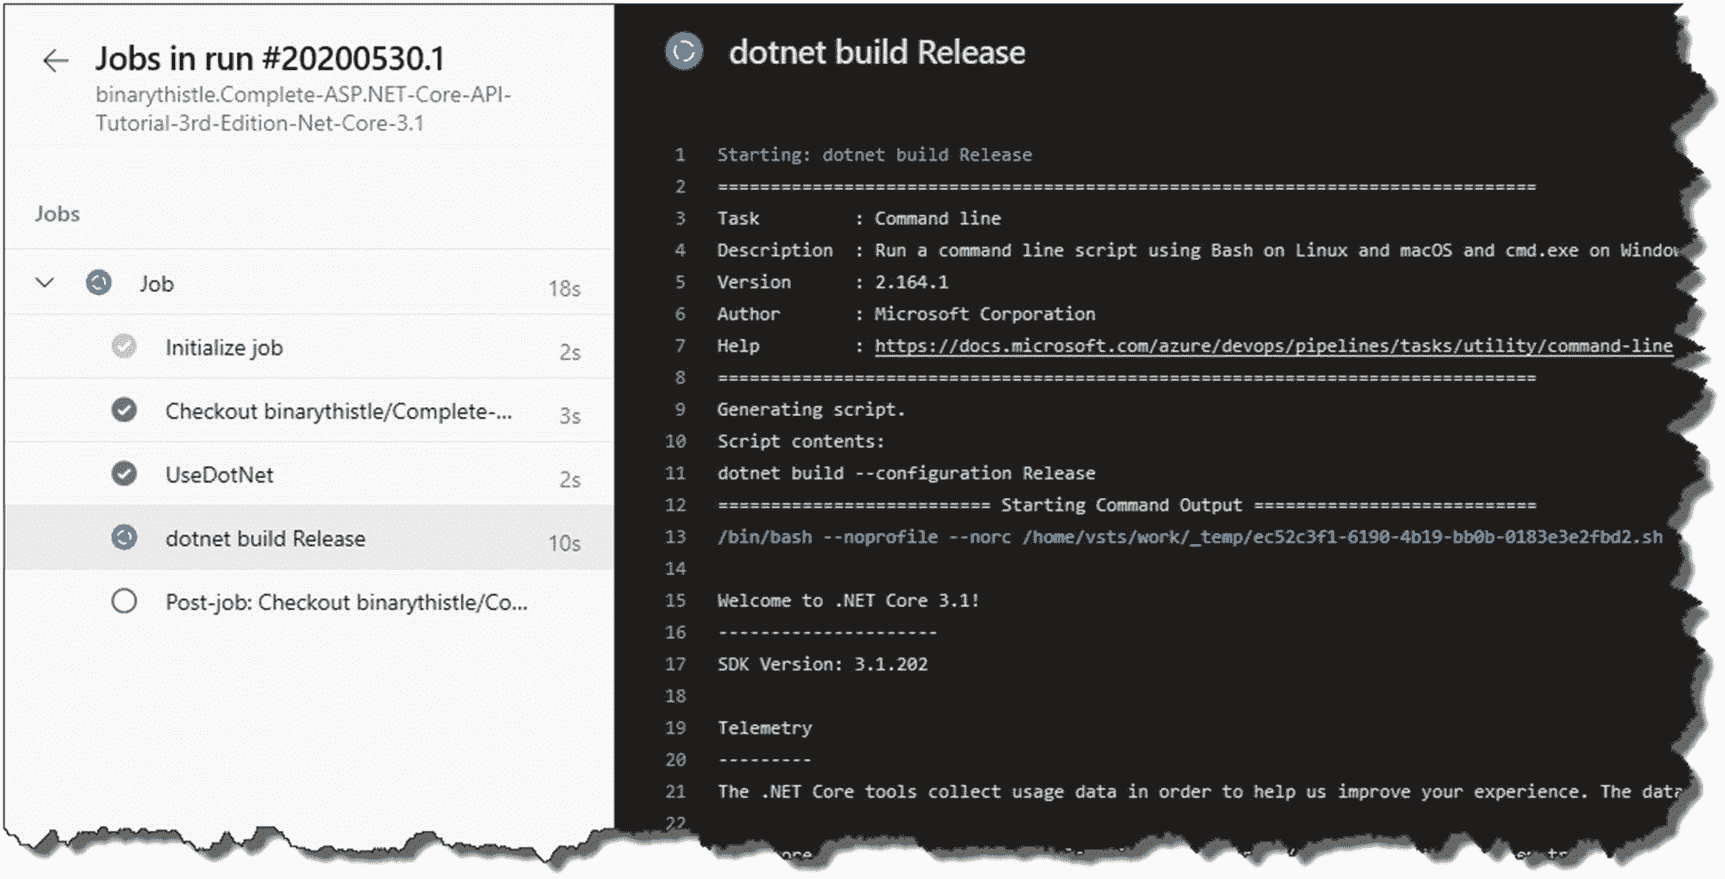 Jobs in run #20200530.1
binarythistle.Complete-ASP.NET-Core-API-
Tutorial-3rd-Edition-Net-Core-3.1
Jobs
Job 18s
Initialize job 2s
Checkout binarythistle/Complete-... 3s
UseDotNet 2s
dotnet build Release 10s
Post-job: Checkout binarythistle/Co...
dotnet build Release
1 Starting: dotnet build Release
2 ==============================================================================
3 Task : Command line
4 Description : Run a command line script using Bash on Linux and macOS and cmd.exe on Window
5 Version : 2.164.1
6 Author : Microsoft Corporation
7 Help : https://docs.microsoft.com/azure/devops/pipelines/tasks/utility/command-line
8 ==============================================================================
9 Generating script.
10 Script contents:
11 dotnet build --configuration Release
12 ========================== Starting Command Output ===========================
13 /bin/bash --noprofile --norc /home/vsts/work/_temp/ec52c3f1-6190-4b19-bb0b-0183e3e2fbd2.sh
14
15 Welcome to .NET Core 3.1!
16 ---------------------
17 SDK Version: 3.1.202
18
19 Telemetry
20 ---------
21 The .NET Core tools collect usage data in order to help us improve your experience. The data
22